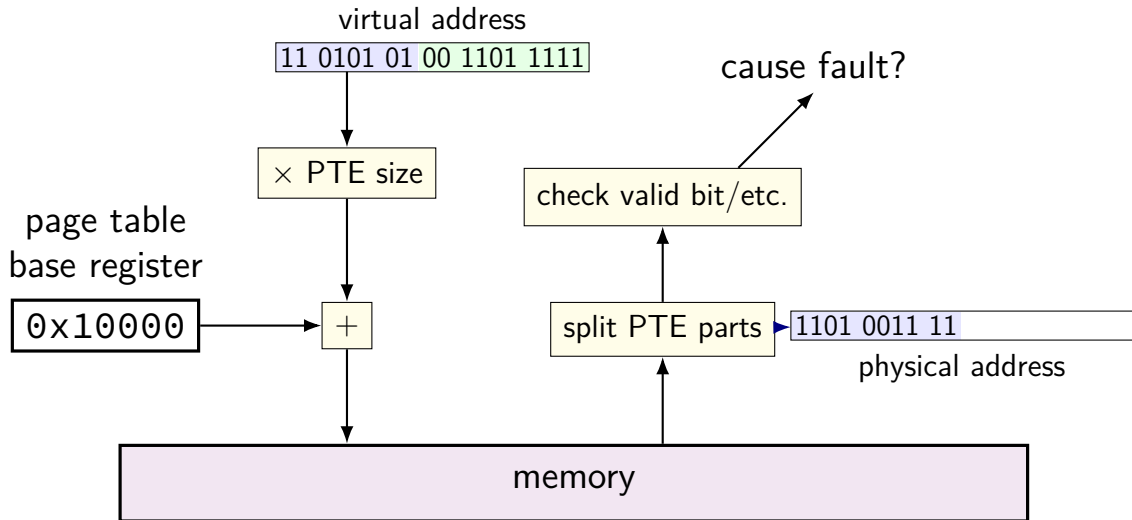 virtual address
11 0101 01 00 1101 1111
cause fault?
× PTE size
check valid bit/etc.
page table
base register
0x10000
+
split PTE parts
1101 0011 11
physical address
memory